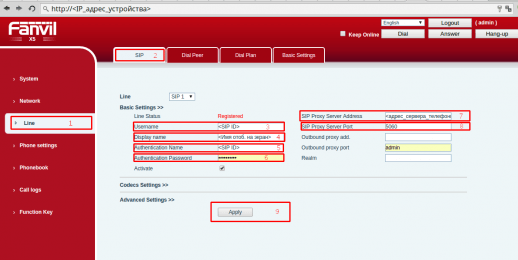 http://<IP_адрес_устройства>
Fanvil
X5
English Logout ( admin )
Keep Online Dial Answer Hang-up
SIP 2 Dial Peer Dial Plan Basic Settings
› System
› Network
› Line 1
› Phone settings
› Phonebook
› Call logs
› Function Key
Line SIP 1
Basic Settings >>
Line Status Registered SIP Proxy Server Address <адрес_сервера_телефон 7
Username <SIP ID> 3 SIP Proxy Server Port 5060 8
Display name <Имя отоб. на экран> 4 Outbound proxy add.
Authentication Name <SIP ID> 5 Outbound proxy port admin
Authentication Password •••••••• 6 Realm
Activate
Codecs Settings >>
Advanced Settings >>
Apply 9